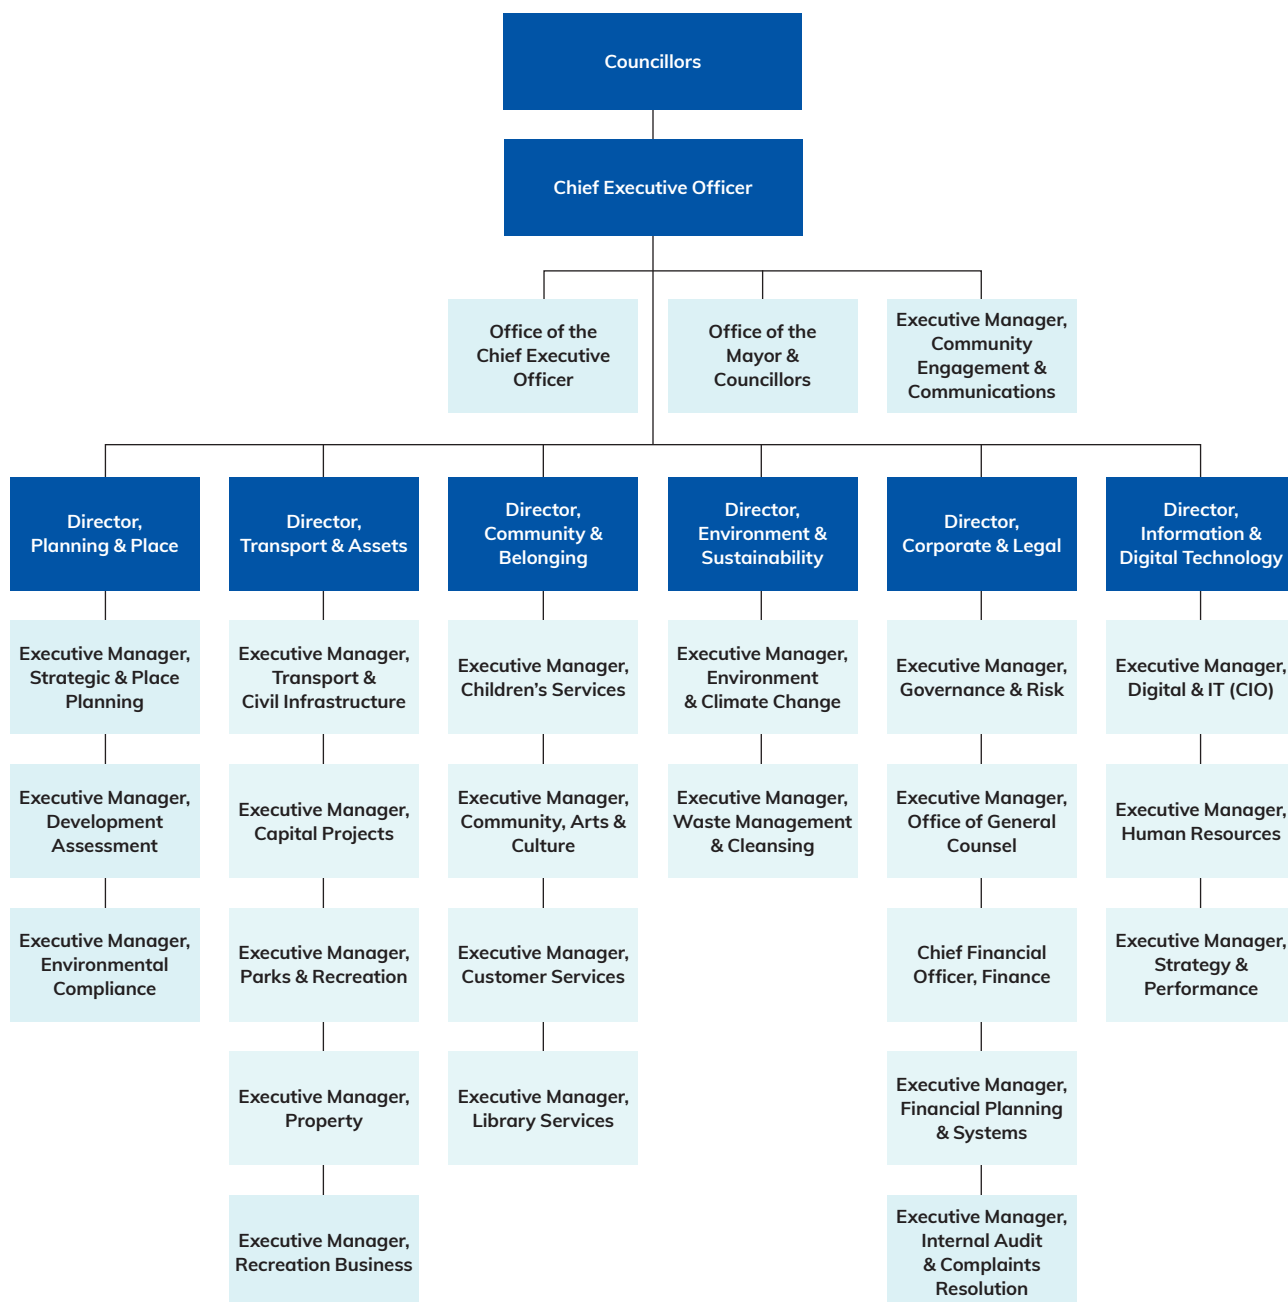 Councillors
Chief Executive Officer
Office of the
Chief Executive
Officer
Office of the
Mayor &
Councillors
Executive Manager,
Community
Engagement &
Communications
Director,
Planning & Place
Director,
Transport & Assets
Director,
Community &
Belonging
Director,
Environment &
Sustainability
Director,
Corporate & Legal
Director,
Information &
Digital Technology
Executive Manager,
Strategic & Place
Planning
Executive Manager,
Transport &
Civil Infrastructure
Executive Manager,
Children’s Services
Executive Manager,
Environment
& Climate Change
Executive Manager,
Governance & Risk
Executive Manager,
Digital & IT (CIO)
Executive Manager,
Development
Assessment
Executive Manager,
Capital Projects
Executive Manager,
Community, Arts &
Culture
Executive Manager,
Waste Management
& Cleansing
Executive Manager,
Office of General
Counsel
Executive Manager,
Human Resources
Executive Manager,
Environmental
Compliance
Executive Manager,
Parks & Recreation
Executive Manager,
Customer Services
Chief Financial
Officer, Finance
Executive Manager,
Strategy &
Performance
Executive Manager,
Property
Executive Manager,
Library Services
Executive Manager,
Financial Planning
& Systems
Executive Manager,
Recreation Business
Executive Manager,
Internal Audit
& Complaints
Resolution